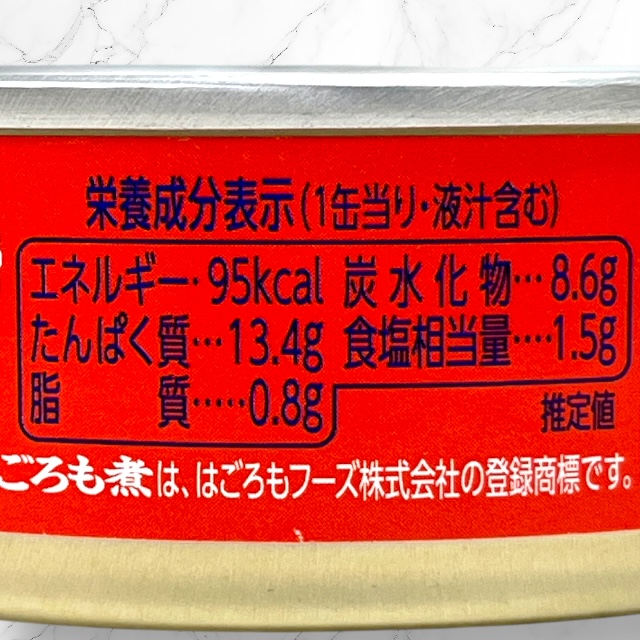 栄養成分表示(1缶当り・液汁含む)
エネルギー･95kcal 炭水化物…8.6g
たんぱく質…13.4g 食塩相当量‥‥1.5g
脂質‥‥･0.8g
推定値
ごろも煮は、はごろもフーズ株式会社の登録商標です。